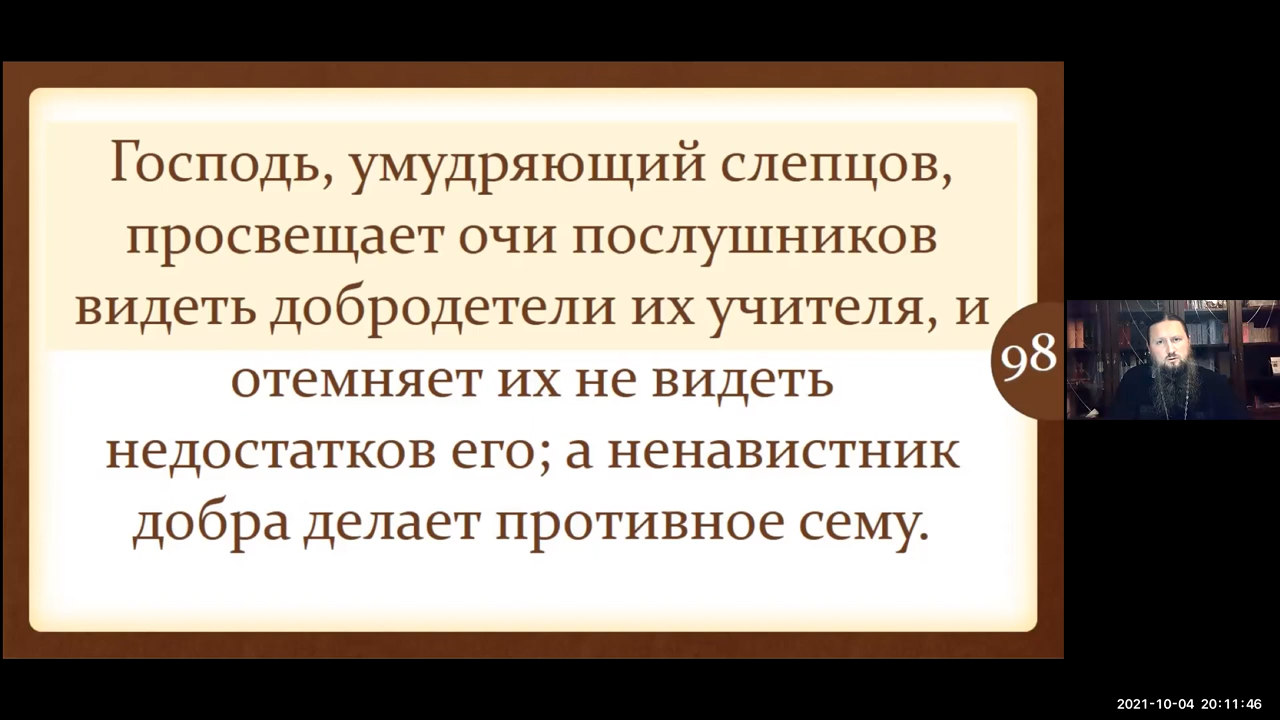 Господь, умудряющий слепцов,
просвещает очи послушников
видеть добродетели их учителя, и
отемняет их не видеть
недостатков его; а ненавистник
добра делает противное сему.
98
2021-10-04 20:11:46